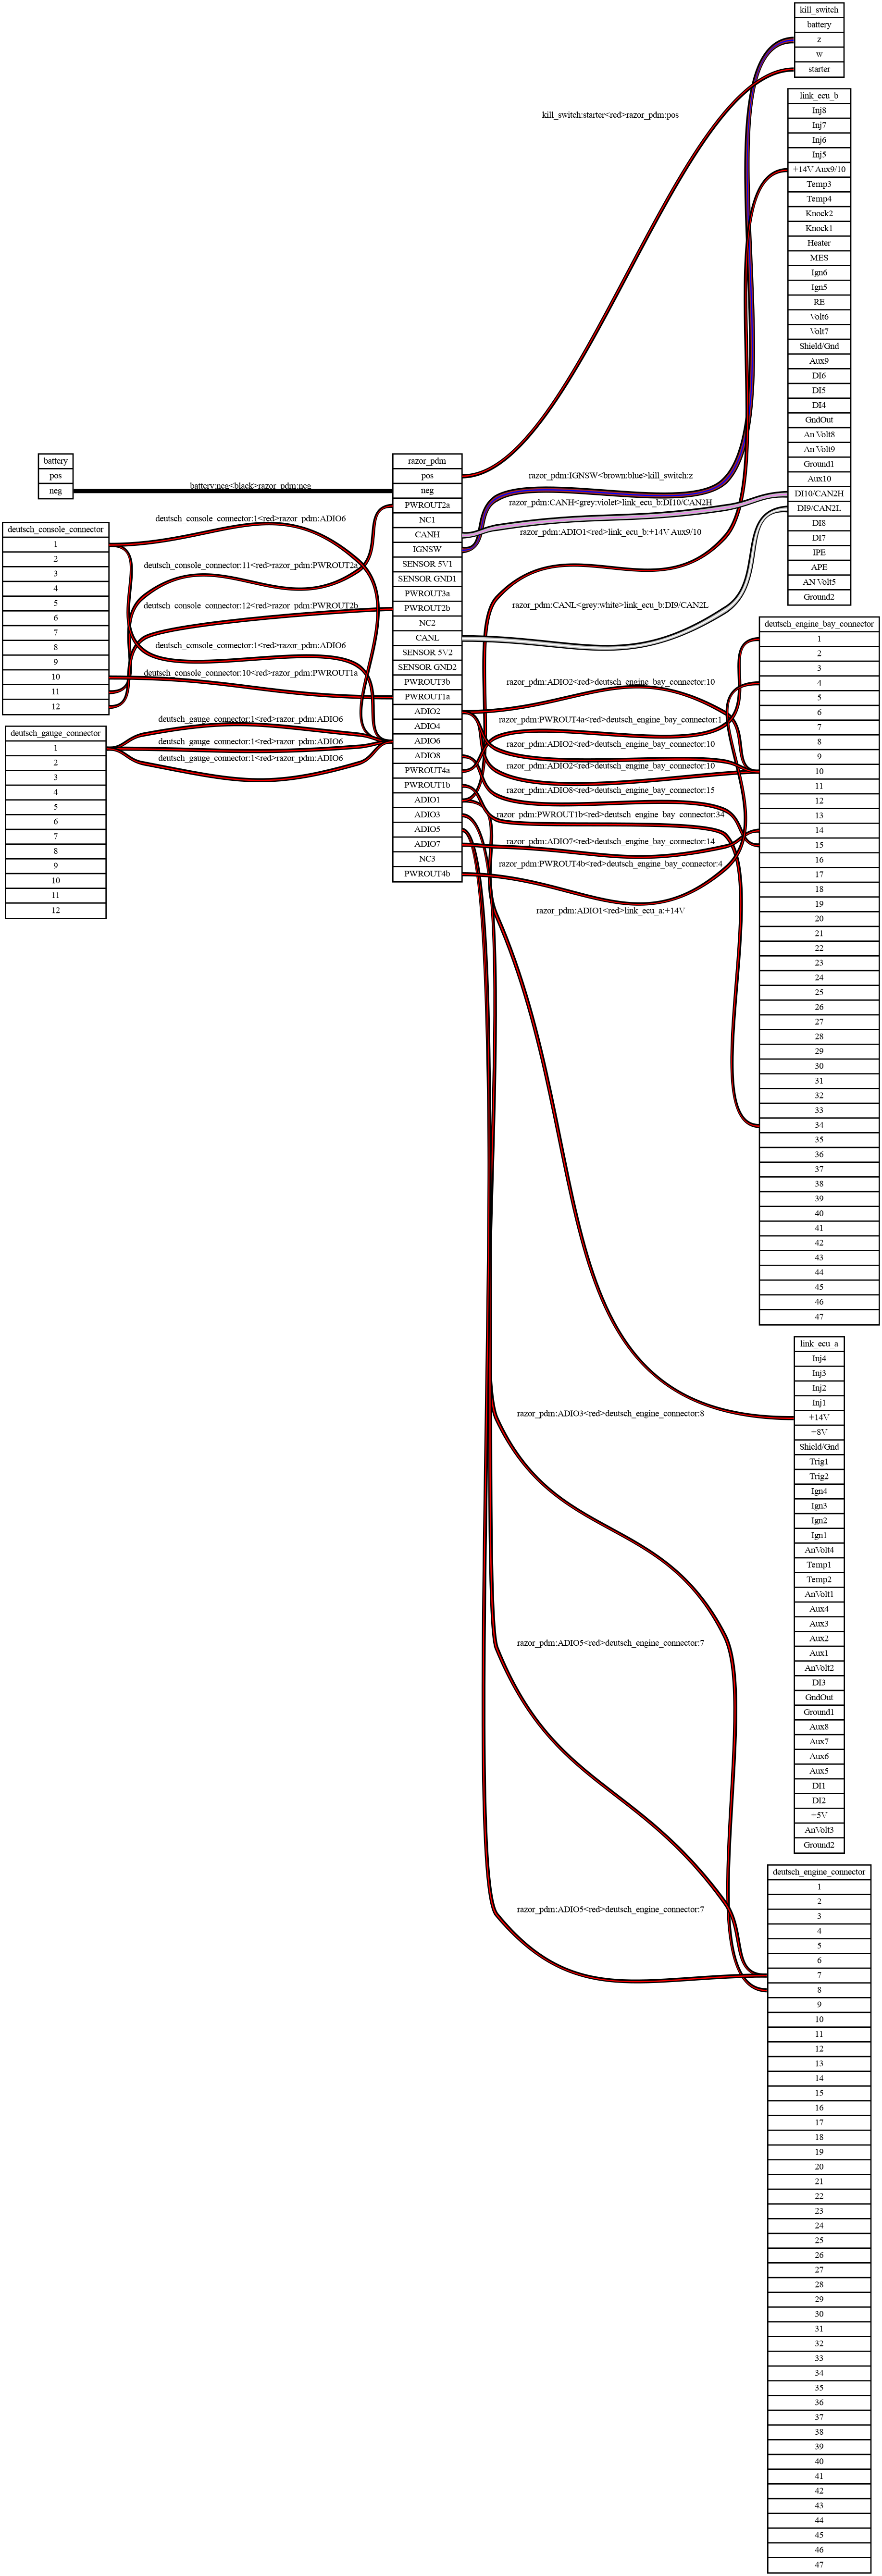 kill_switch
battery
z
w
starter
kill_switch:starter<red>razor_pdm:pos
link_ecu_b
Inj8
Inj7
Inj6
Inj5
+14V Aux9/10
Temp3
Temp4
Knock2
Knock1
Heater
MES
Ign6
Ign5
RE
Volt6
Volt7
Shield/Gnd
Aux9
DI6
DI5
DI4
GndOut
An Volt8
An Volt9
Ground1
Aux10
DI10/CAN2H
DI9/CAN2L
DI8
DI7
IPE
APE
AN Volt5
Ground2
battery
pos
neg
battery:neg<black>razor_pdm:neg
deutsch_console_connector
1
2
3
4
5
6
7
8
9
10
11
12
deutsch_console_connector:1<red>razor_pdm:ADIO6
deutsch_console_connector:11<red>razor_pdm:PWROUT2a
deutsch_console_connector:12<red>razor_pdm:PWROUT2b
deutsch_console_connector:1<red>razor_pdm:ADIO6
deutsch_console_connector:10<red>razor_pdm:PWROUT1a
deutsch_gauge_connector
1
2
3
4
5
6
7
8
9
10
11
12
deutsch_gauge_connector:1<red>razor_pdm:ADIO6
deutsch_gauge_connector:1<red>razor_pdm:ADIO6
deutsch_gauge_connector:1<red>razor_pdm:ADIO6
razor_pdm
pos
neg
PWROUT2a
NC1
CANH
IGNSW
SENSOR 5V1
SENSOR GND1
PWROUT3a
PWROUT2b
NC2
CANL
SENSOR 5V2
SENSOR GND2
PWROUT3b
PWROUT1a
ADIO2
ADIO4
ADIO6
ADIO8
PWROUT4a
PWROUT1b
ADIO1
ADIO3
ADIO5
ADIO7
NC3
PWROUT4b
razor_pdm:IGNSW<brown:blue>kill_switch:z
razor_pdm:CANH<grey:violet>link_ecu_b:DI10/CAN2H
razor_pdm:ADIO1<red>link_ecu_b:+14V Aux9/10
razor_pdm:CANL<grey:white>link_ecu_b:DI9/CAN2L
razor_pdm:ADIO2<red>deutsch_engine_bay_connector:10
razor_pdm:PWROUT4a<red>deutsch_engine_bay_connector:1
razor_pdm:ADIO2<red>deutsch_engine_bay_connector:10
razor_pdm:ADIO2<red>deutsch_engine_bay_connector:10
razor_pdm:ADIO8<red>deutsch_engine_bay_connector:15
razor_pdm:PWROUT1b<red>deutsch_engine_bay_connector:34
razor_pdm:ADIO7<red>deutsch_engine_bay_connector:14
razor_pdm:PWROUT4b<red>deutsch_engine_bay_connector:4
razor_pdm:ADIO1<red>link_ecu_a:+14V
deutsch_engine_bay_connector
1
2
3
4
5
6
7
8
9
10
11
12
13
14
15
16
17
18
19
20
21
22
23
24
25
26
27
28
29
30
31
32
33
34
35
36
37
38
39
40
41
42
43
44
45
46
47
link_ecu_a
Inj4
Inj3
Inj2
Inj1
+14V
+8V
Shield/Gnd
Trig1
Trig2
Ign4
Ign3
Ign2
Ign1
AnVolt4
Temp1
Temp2
AnVolt1
Aux4
Aux3
Aux2
Aux1
AnVolt2
DI3
GndOut
Ground1
Aux8
Aux7
Aux6
Aux5
DI1
DI2
+5V
AnVolt3
Ground2
razor_pdm:ADIO3<red>deutsch_engine_connector:8
razor_pdm:ADIO5<red>deutsch_engine_connector:7
razor_pdm:ADIO5<red>deutsch_engine_connector:7
deutsch_engine_connector
1
2
3
4
5
6
7
8
9
10
11
12
13
14
15
16
17
18
19
20
21
22
23
24
25
26
27
28
29
30
31
32
33
34
35
36
37
38
39
40
41
42
43
44
45
46
47